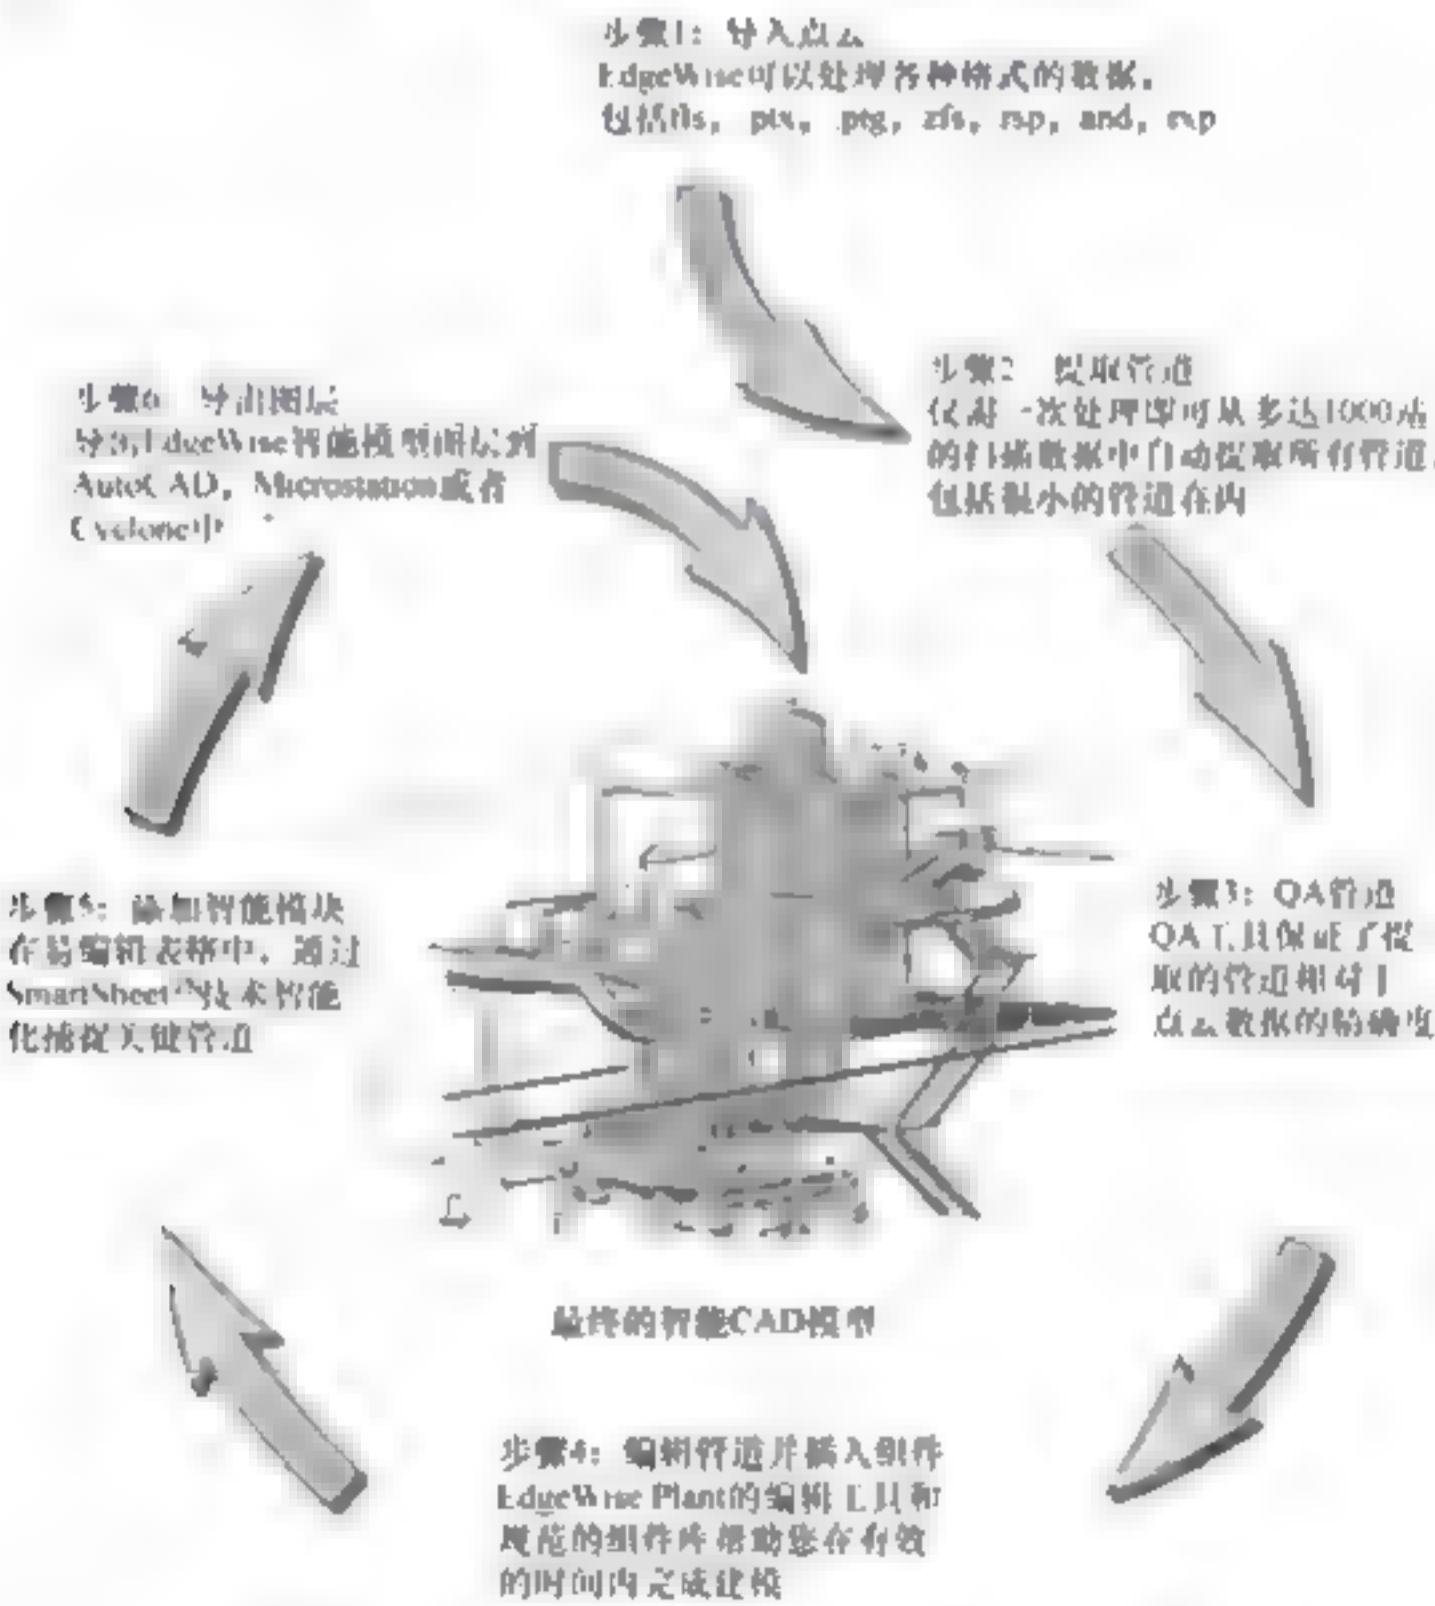 步骤1：导入点云
EdgeWise可以处理各种格式的数据，
包括fls，ptx，ptg，zfs，rsp，and，rxp
步骤2 提取管道
仅需一次处理即可从多达1000站
的扫描数据中自动提取所有管道，
包括很小的管道在内
步骤3：QA管道
QA工具保证了提
取的管道相对于
点云数据的精确度
步骤4：编辑管道并插入组件
EdgeWise Plant的编辑工具和
规范的组件库帮助您在有效
的时间内完成建模
步骤5：添加智能模块
在易编辑表格中，通过
SmartSheet 技术智能
化捕捉关键管道
步骤6 导出图层
导出EdgeWise智能模型图层到
AutoCAD，Microstation或者
Cyclone中
最终的智能CAD模型